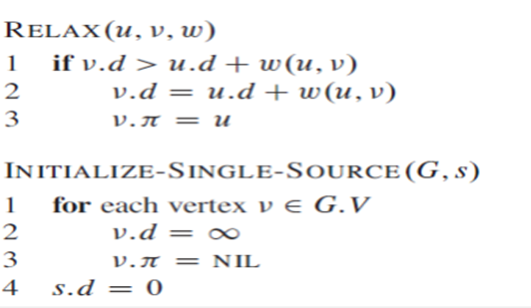 RELAX(u, v, w)
1 if v.d > u.d + w(u, v)
2 v.d = u.d + w(u, v)
3 v.π = u
INITIALIZE-SINGLE-SOURCE(G, s)
1 for each vertex v ∈ G.V
2 v.d = ∞
3 v.π = NIL
4 s.d = 0